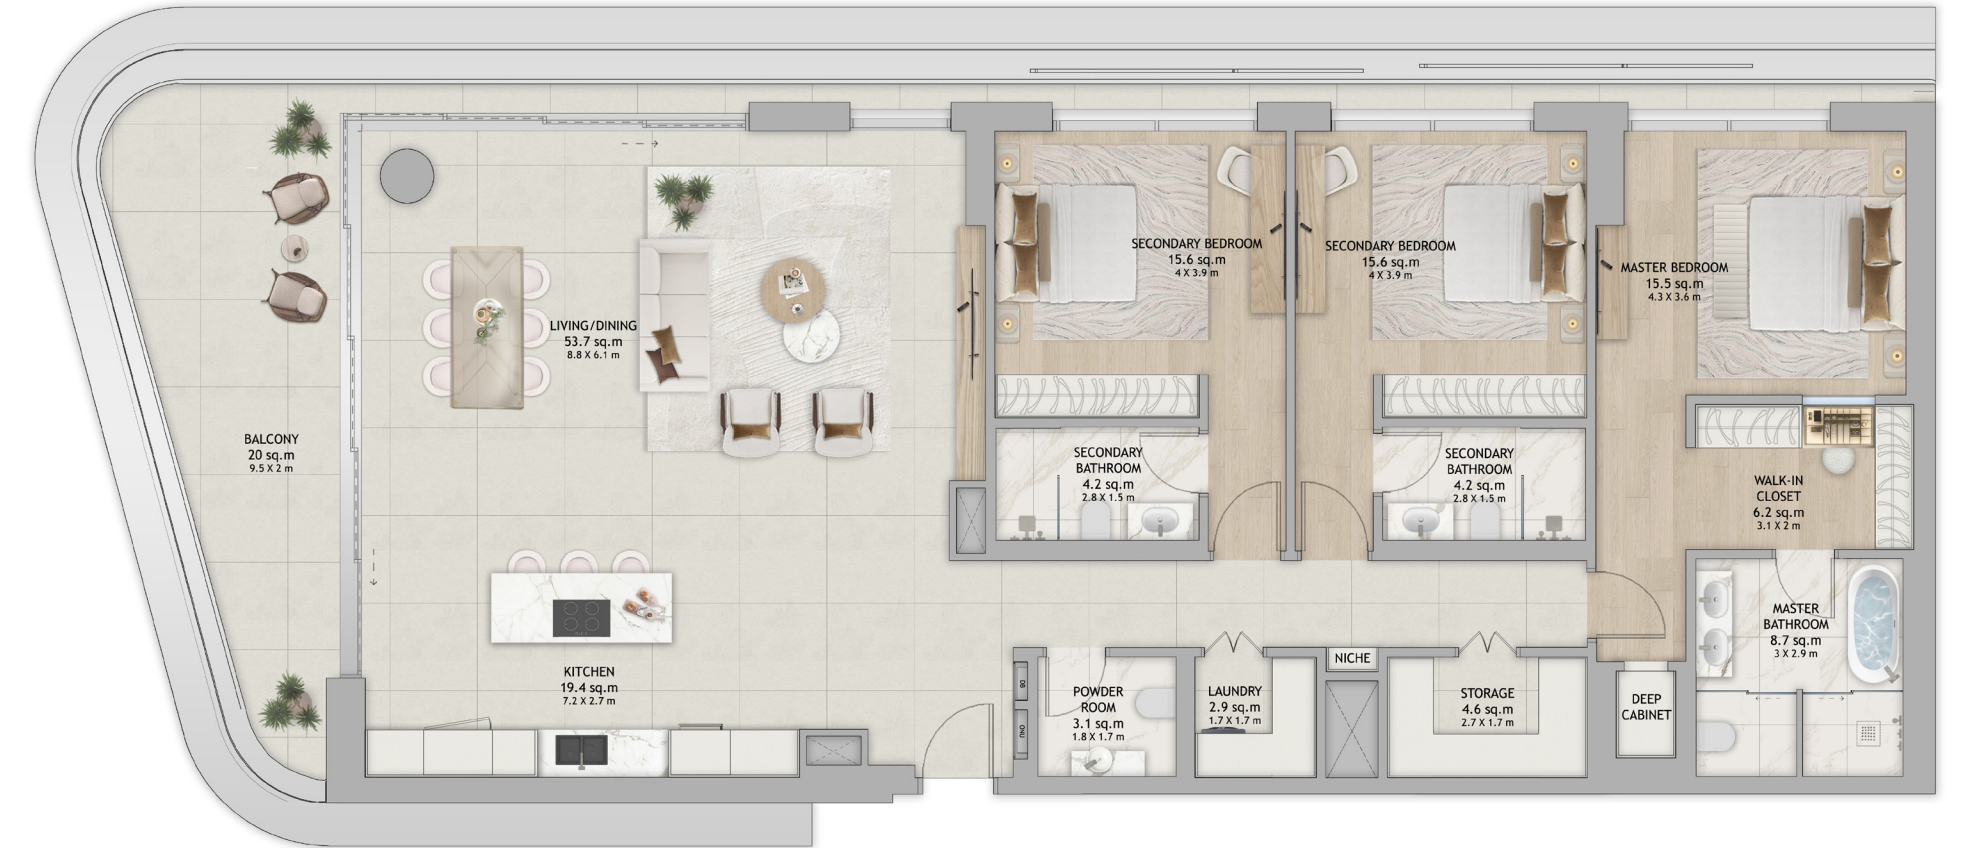 SECONDARY BEDROOM
15.6 sq.m
4 X 3.9 m
SECONDARY BEDROOM
15.6 sq.m
4 X 3.9 m
MASTER BEDROOM
15.5 sq.m
4.3 X 3.6 m
LIVING/DINING
53.7 sq.m
8.8 X 6.1 m
BALCONY
20 sq.m
9.5 X 2 m
SECONDARY
BATHROOM
4.2 sq.m
2.8 X 1.5 m
SECONDARY
BATHROOM
4.2 sq.m
2.8 X 1.5 m
WALK-IN
CLOSET
6.2 sq.m
3.1 X 2 m
MASTER
BATHROOM
8.7 sq.m
3 X 2.9 m
KITCHEN
19.4 sq.m
7.2 X 2.7 m
DB
ONU
POWDER
ROOM
3.1 sq.m
1.8 X 1.7 m
LAUNDRY
2.9 sq.m
1.7 X 1.7 m
NICHE
STORAGE
4.6 sq.m
2.7 X 1.7 m
DEEP
CABINET